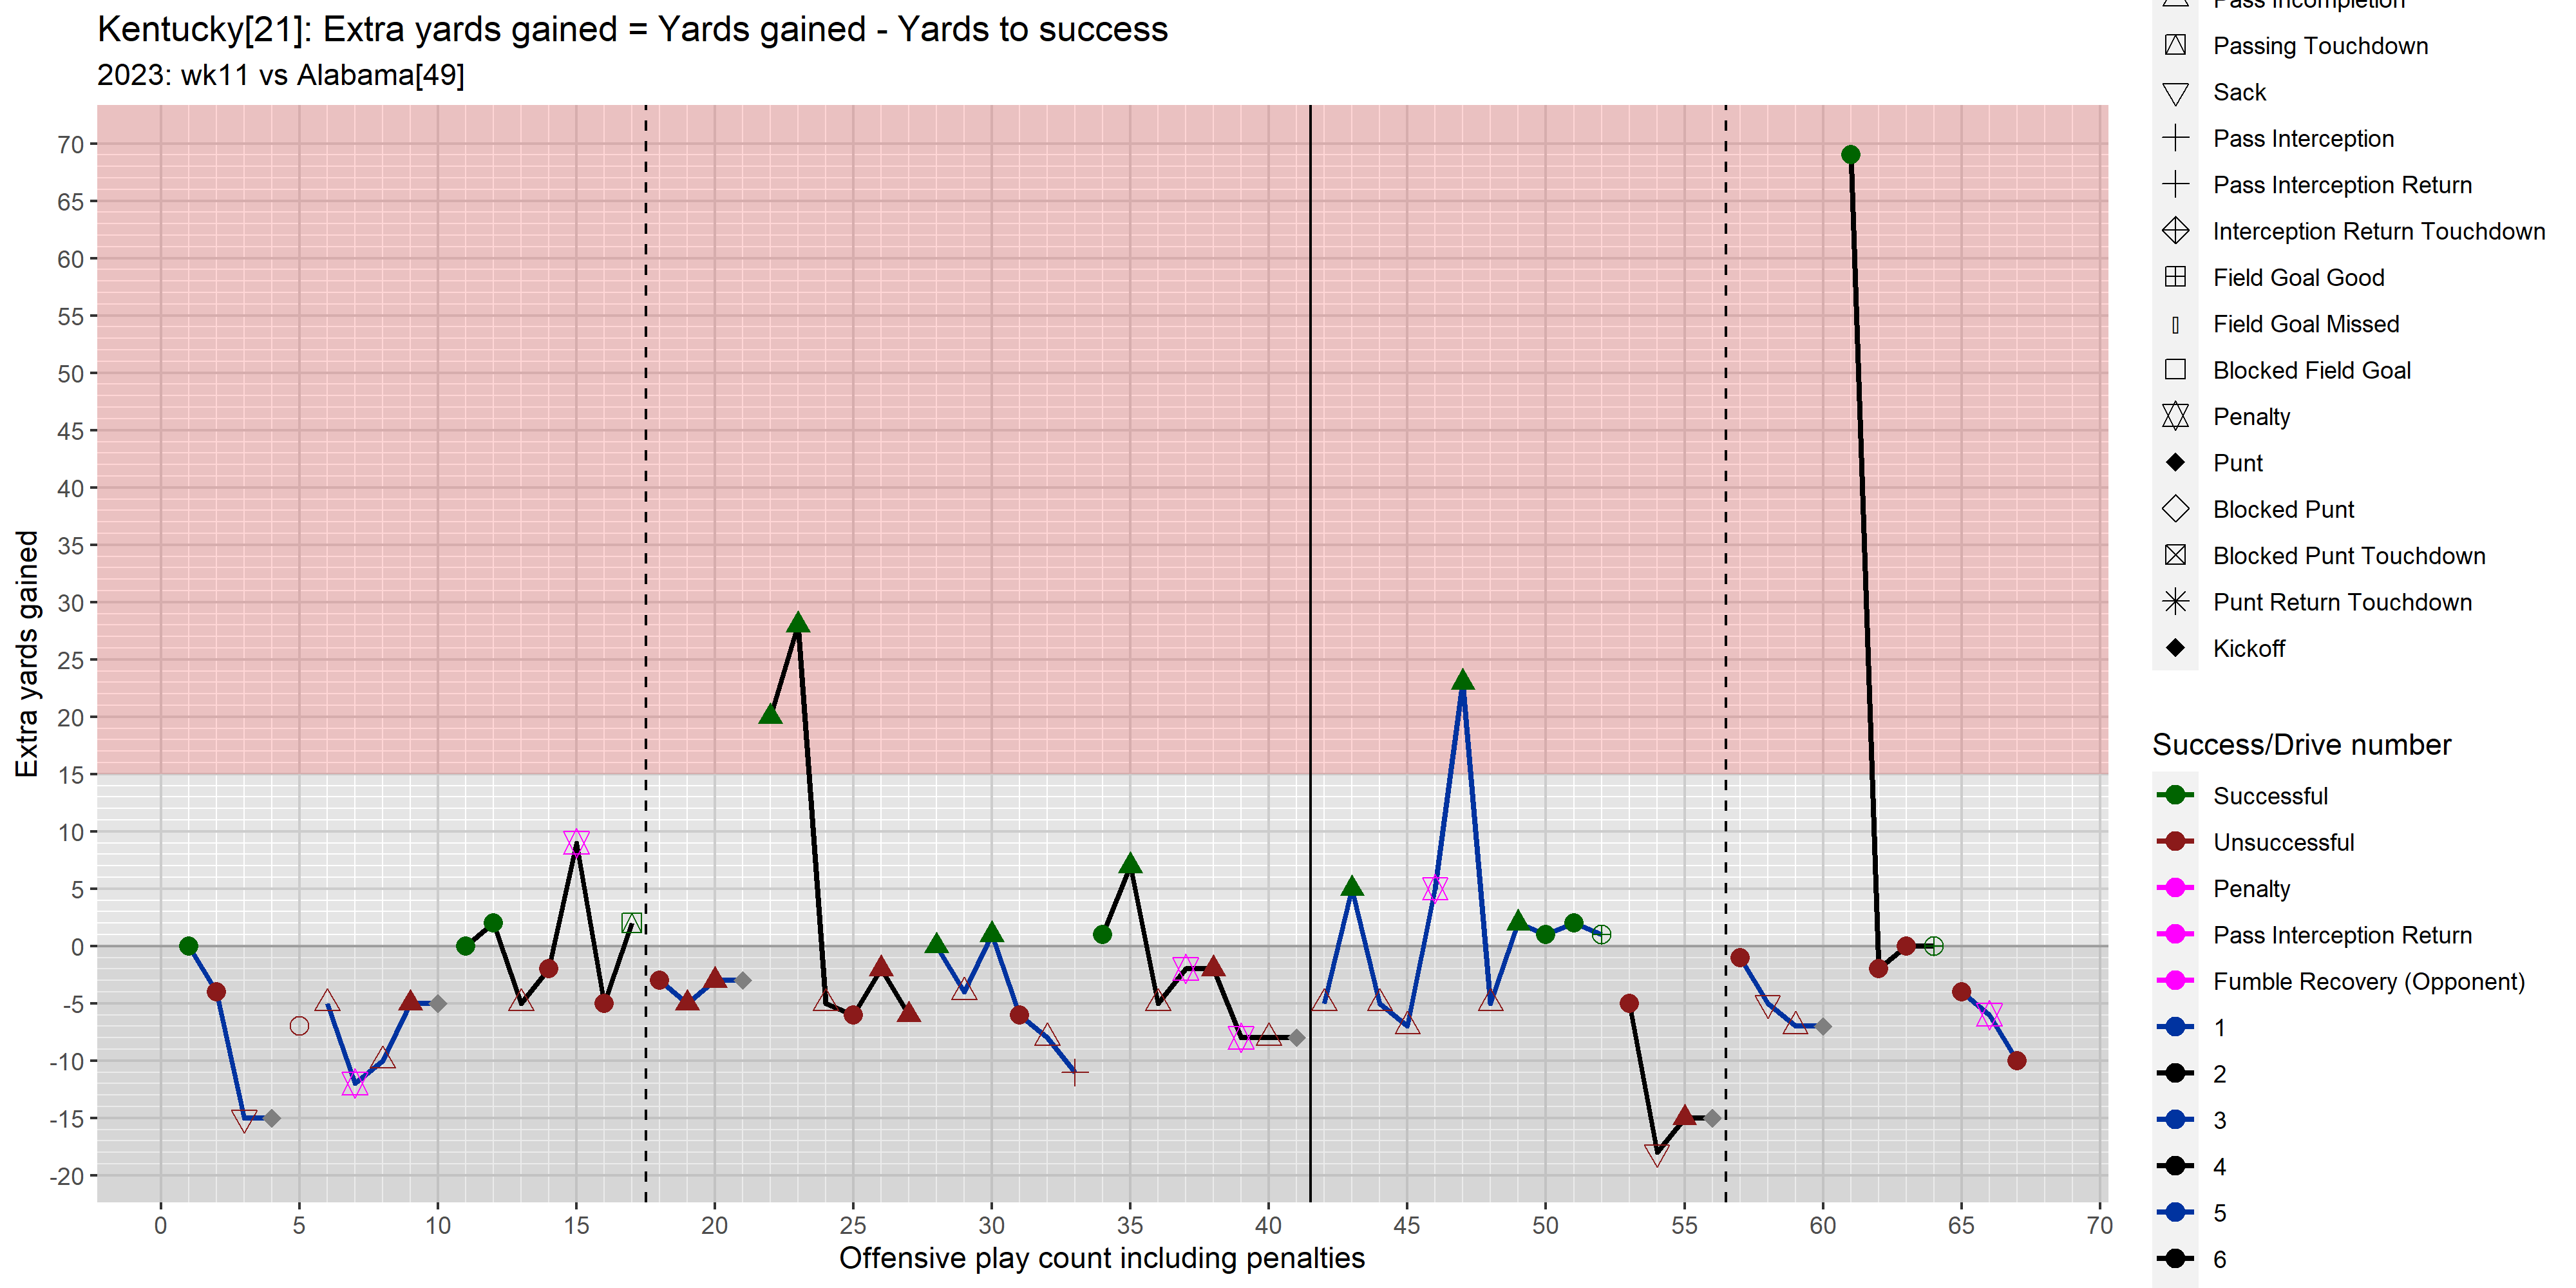 Kentucky[21]: Extra yards gained = Yards gained - Yards to success
2023: wk11 vs Alabama[49]
Extra yards gained
70
65
60
55
50
45
40
35
30
25
20
15
10
5
0
-5
-10
-15
-20
0 5 10 15 20 25 30 35 40 45 50 55 60 65 70
Offensive play count including penalties
Pass Incompletion
Passing Touchdown
Sack
Pass Interception
Pass Interception Return
Interception Return Touchdown
Field Goal Good
Field Goal Missed
Blocked Field Goal
Penalty
Punt
Blocked Punt
Blocked Punt Touchdown
Punt Return Touchdown
Kickoff
Success/Drive number
Successful
Unsuccessful
Penalty
Pass Interception Return
Fumble Recovery (Opponent)
1
2
3
4
5
6